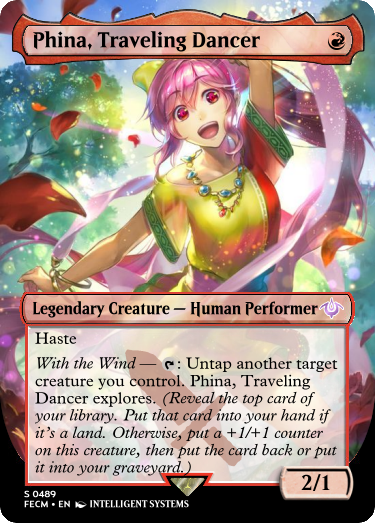 Phina, Traveling Dancer
Legendary Creature — Human Performer
Haste
With the Wind — : Untap another target
creature you control. Phina, Traveling
Dancer explores. (Reveal the top card of
your library. Put that card into your hand if
it's a land. Otherwise, put a +1/+1 counter
on this creature, then put the card back or put
it into your graveyard.)
2/1
S 0489
FECM • EN INTELLIGENT SYSTEMS